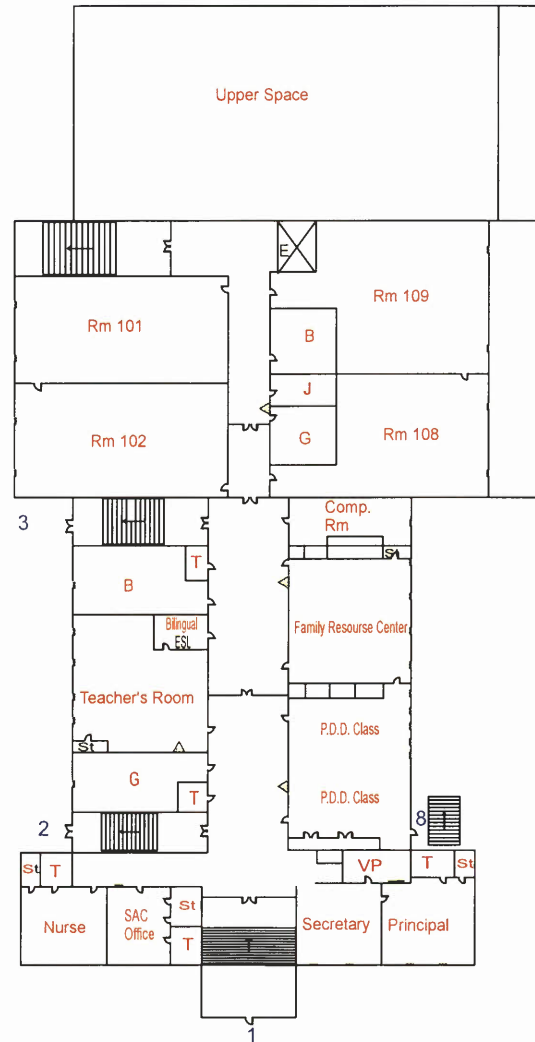 Upper Space
E
Rm 109
Rm 101
B
J
Rm 102
G
Rm 108
3
Comp.
Rm
St
T
B
Bilingual
ESL
Family Resourse Center
Teacher's Room
St
P.D.D. Class
G
T
P.D.D. Class
2
8
St
T
VP
T
St
Nurse
SAC
Office
St
T
T
Secretary
Principal
1